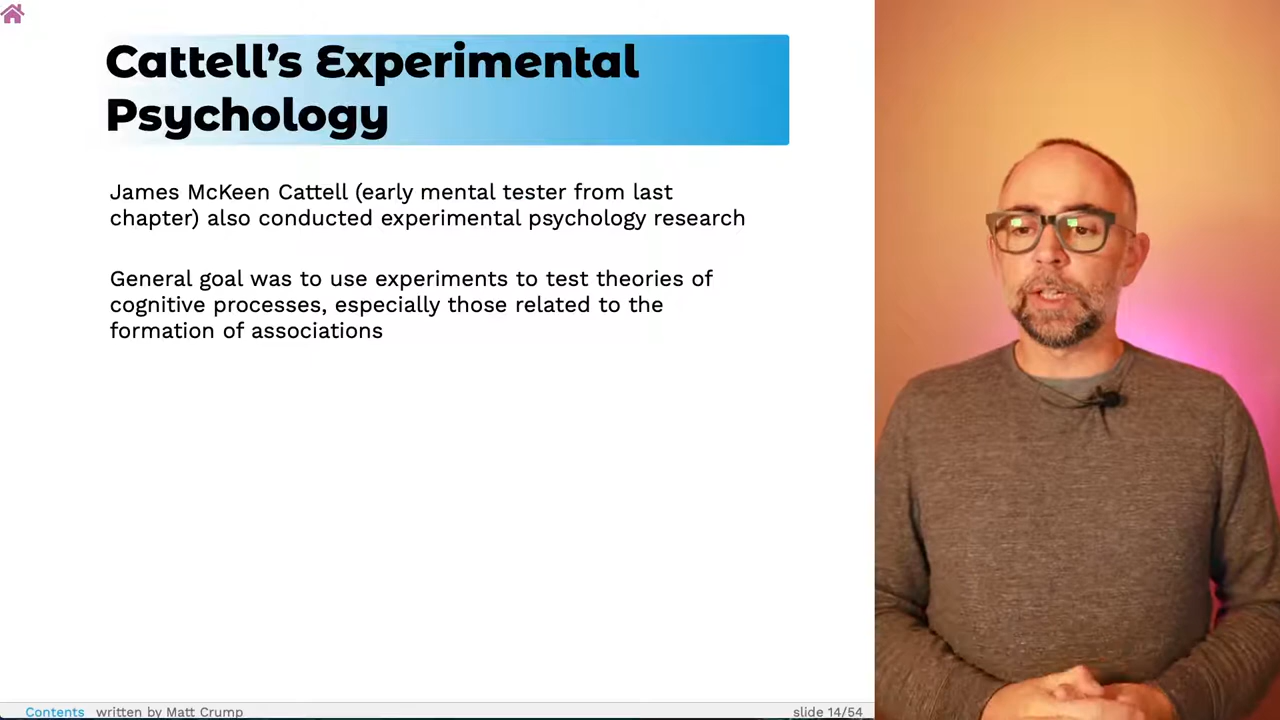 Cattell's Experimental
Psychology
James McKeen Cattell (early mental tester from last
chapter) also conducted experimental psychology research
General goal was to use experiments to test theories of
cognitive processes, especially those related to the
formation of associations
Contents written by Matt Crump slide 14/54